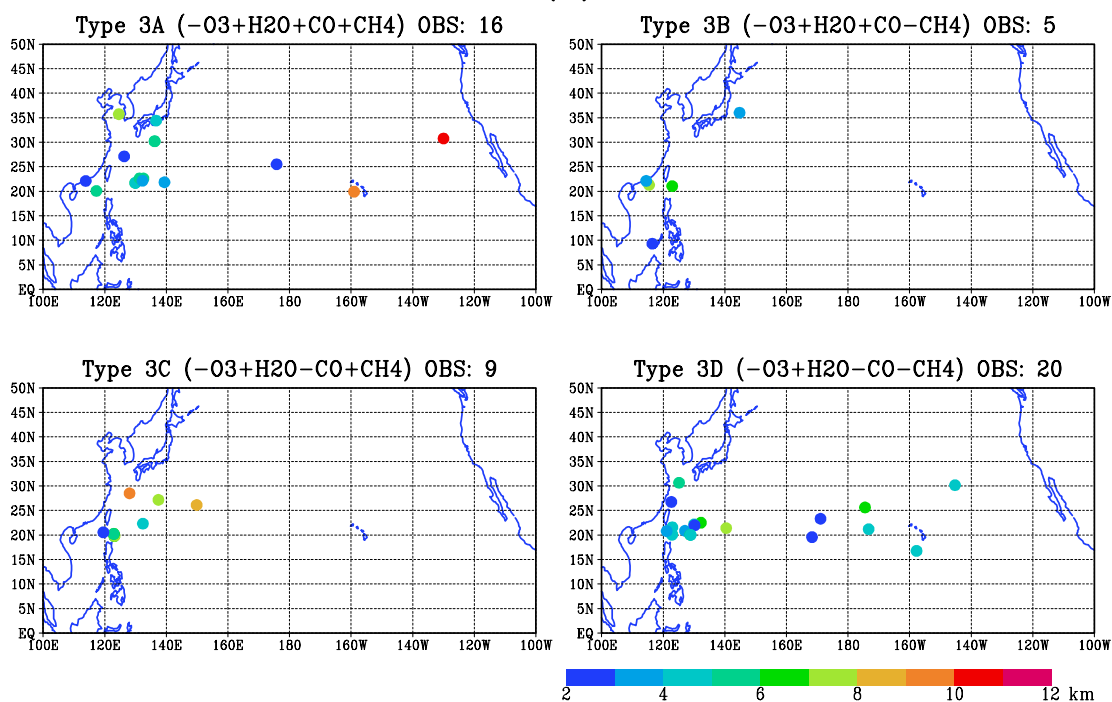 Type 3A (-O3+H2O+CO+CH4) OBS: 16
50N
45N
40N
35N
30N
25N
20N
15N
10N
5N
EQ
100E 120E 140E 160E 180 160W 140W 120W 100W
Type 3B (-O3+H2O+CO-CH4) OBS: 5
50N
45N
40N
35N
30N
25N
20N
15N
10N
5N
EQ
100E 120E 140E 160E 180 160W 140W 120W 100W
Type 3C (-O3+H2O-CO+CH4) OBS: 9
50N
45N
40N
35N
30N
25N
20N
15N
10N
5N
EQ
100E 120E 140E 160E 180 160W 140W 120W 100W
Type 3D (-O3+H2O-CO-CH4) OBS: 20
50N
45N
40N
35N
30N
25N
20N
15N
10N
5N
EQ
100E 120E 140E 160E 180 160W 140W 120W 100W
2 4 6 8 10 12 km